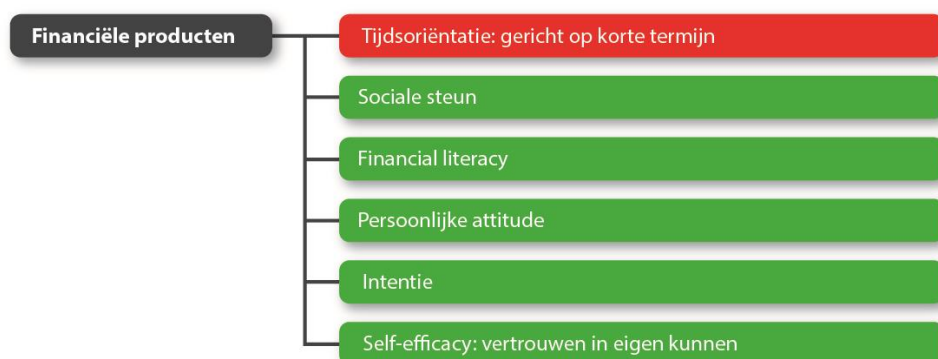 Financiële producten
Tijdsoriëntatie: gericht op korte termijn
Sociale steun
Financial literacy
Persoonlijke attitude
Intentie
Self-efficacy: vertrouwen in eigen kunnen